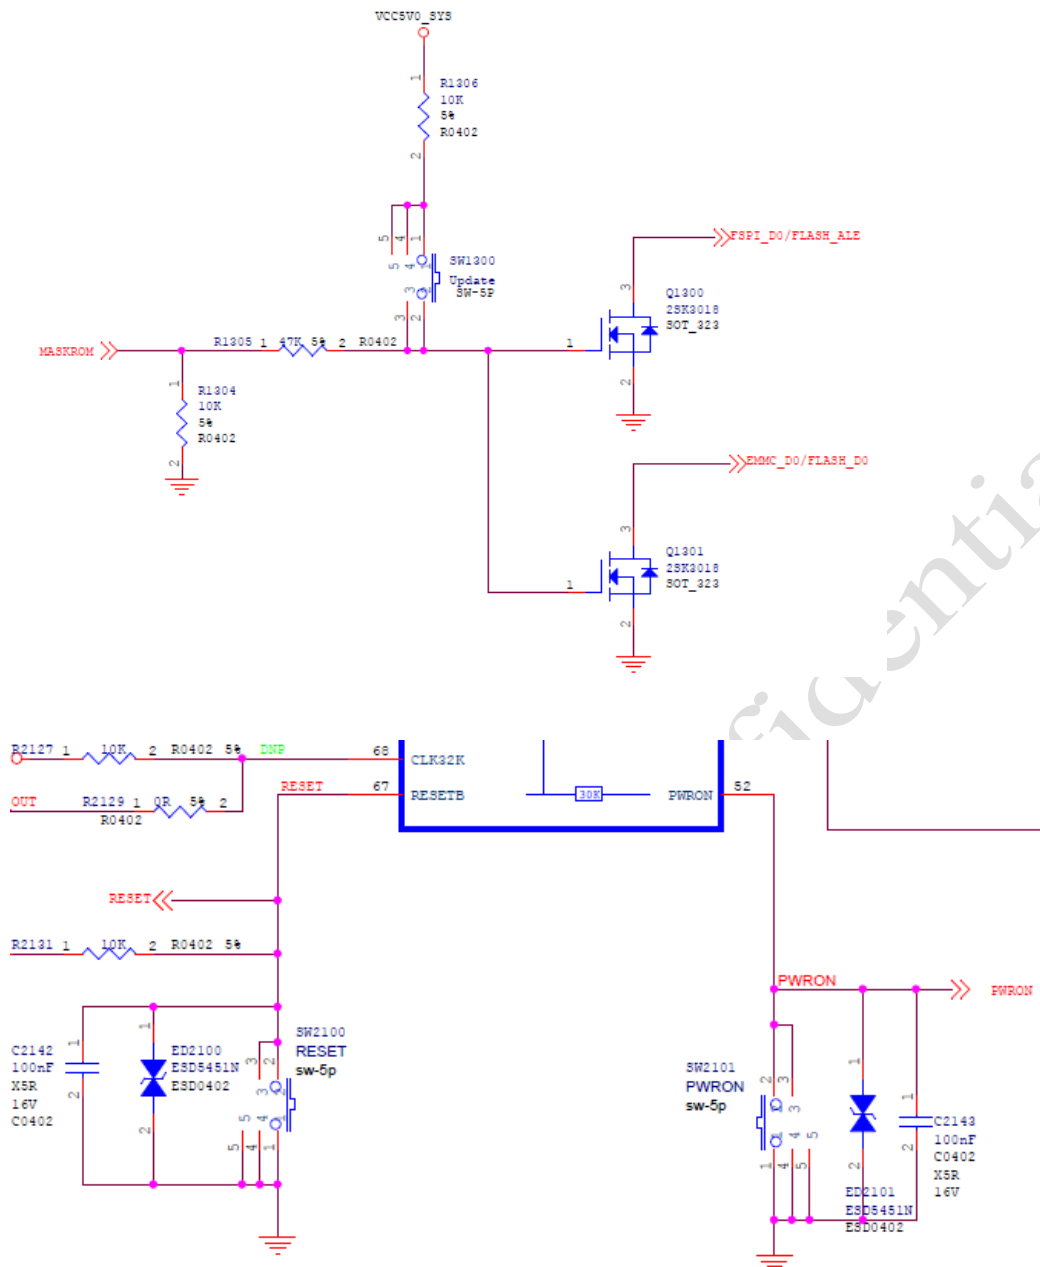 VCC5V0_SYS
1
R1306
10K
5%
R0402
2
5
4
1
5
4
1
SW1300
Update
SW-5P
3
2
3
2
FSPI_D0/FLASH_ALE
3
Q1300
2SK3018
SOT_323
1
2
MASKROM
R1305 1 47K 5% 2 R0402
1
R1304
10K
5%
R0402
2
EMMC_D0/FLASH_D0
3
Q1301
2SK3018
SOT_323
1
2
fidentia
R2127 1 10K 2 R0402 5% DNP 68 CLK32K
RESET 67 RESETB
30K
PWRON 52
OUT R2129 1 0R 5% 2
R0402
RESET
R2131 1 10K 2 R0402 5%
PWRON
PWRON
C2142
100nF
X5R
16V
C0402
1
2
1
ED2100
ESD5451N
ESD0402
2
SW2100
RESET
sw-5p
3
2
3
2
5
4
1
5
4
1
SW2101
PWRON
sw-5p
2
3
2
3
1
4
5
1
4
5
1
2
ED2101
ESD5451N
ESD0402
1
2
C2143
100nF
C0402
X5R
16V